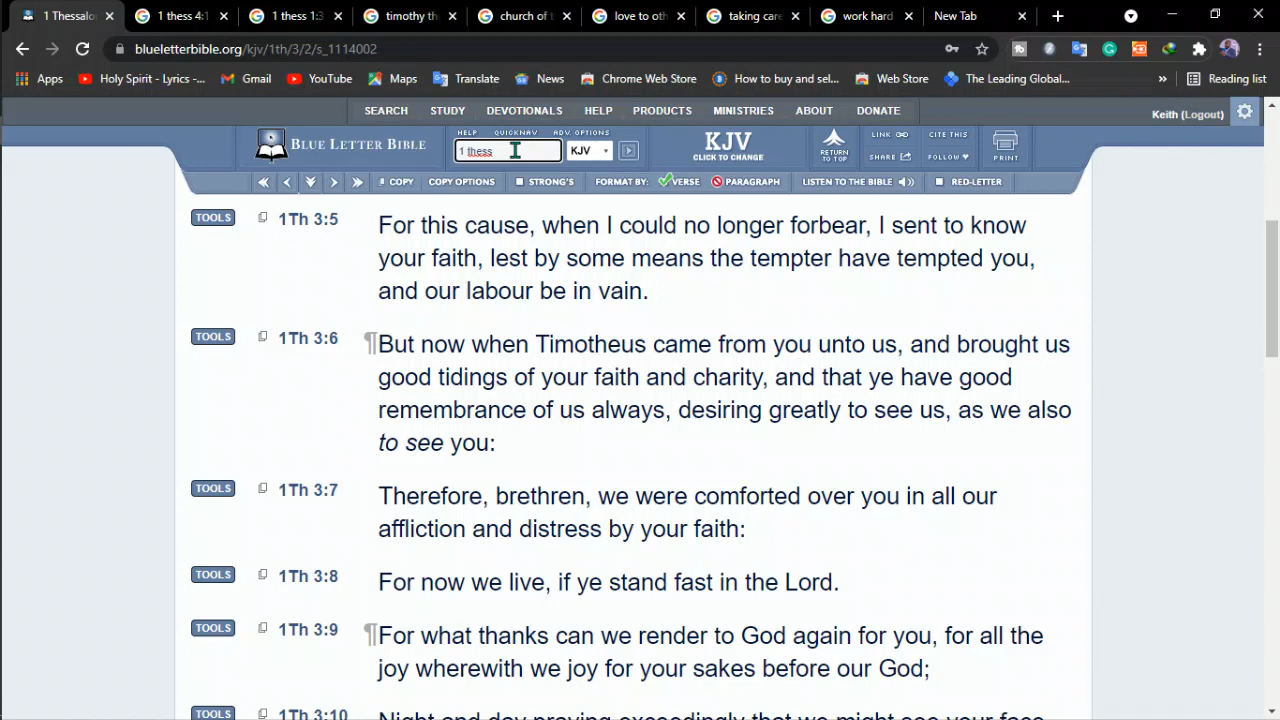 1 Thessalo
1 thess 4:1
1 thess 1:3
timothy the
church of t
love to oth
taking care
work hard
New Tab
blueletterbible.org/kjv/1th/3/2/s_1114002
Apps
Holy Spirit - Lyrics -...
Gmail
YouTube
Maps
Translate
News
Chrome Web Store
How to buy and sel...
Web Store
The Leading Global...
»
Reading list
SEARCH STUDY DEVOTIONALS HELP PRODUCTS MINISTRIES ABOUT DONATE
Keith (Logout)
BLUE LETTER BIBLE
HELP QUICKNAV ADV. OPTIONS
1 thess
KJV
KJV
CLICK TO CHANGE
RETURN
TO TOP
LINK
SHARE
CITE THIS
FOLLOW
PRINT
COPY COPY OPTIONS STRONG'S FORMAT BY: VERSE PARAGRAPH LISTEN TO THE BIBLE RED-LETTER
TOOLS 1Th 3:5 For this cause, when I could no longer forbear, I sent to know
your faith, lest by some means the tempter have tempted you,
and our labour be in vain.
TOOLS 1Th 3:6 ¶But now when Timotheus came from you unto us, and brought us
good tidings of your faith and charity, and that ye have good
remembrance of us always, desiring greatly to see us, as we also
to see you:
TOOLS 1Th 3:7 Therefore, brethren, we were comforted over you in all our
affliction and distress by your faith:
TOOLS 1Th 3:8 For now we live, if ye stand fast in the Lord.
TOOLS 1Th 3:9 ¶For what thanks can we render to God again for you, for all the
joy wherewith we joy for your sakes before our God;
TOOLS 1Th 3:10 Night and day praying exceedingly that we might see your face